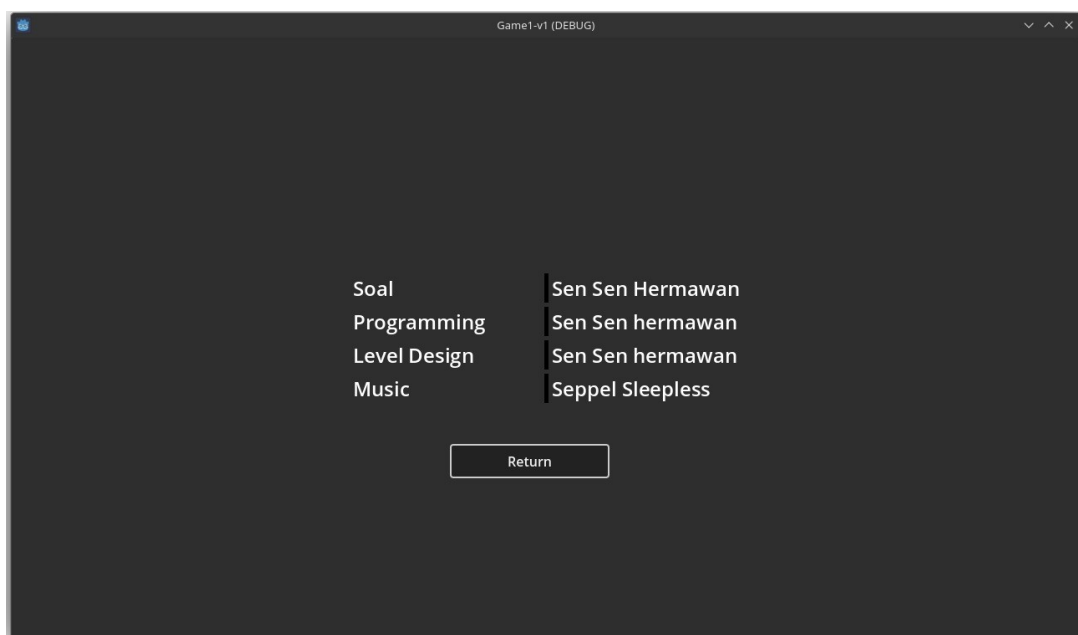 Game1-v1 (DEBUG)
Soal Sen Sen Hermawan
Programming Sen Sen hermawan
Level Design Sen Sen hermawan
Music Seppel Sleepless
Return